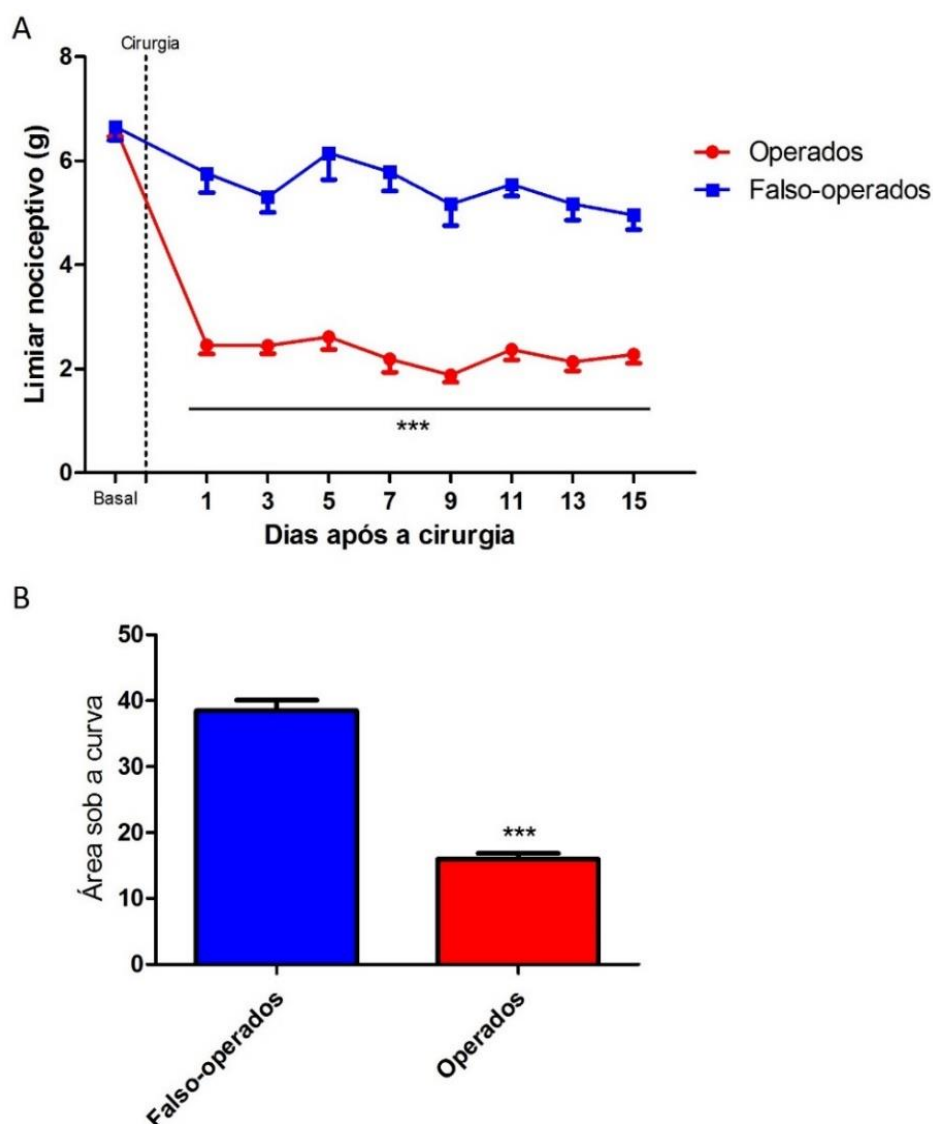 A
Cirurgia
8
6
4
2
0
Limiar nociceptivo (g)
Operados
Falso-operados
***
Basal 1 3 5 7 9 11 13 15
Dias após a cirurgia
B
50
40
30
20
10
0
Área sob a curva
***
Falso-operados
Operados